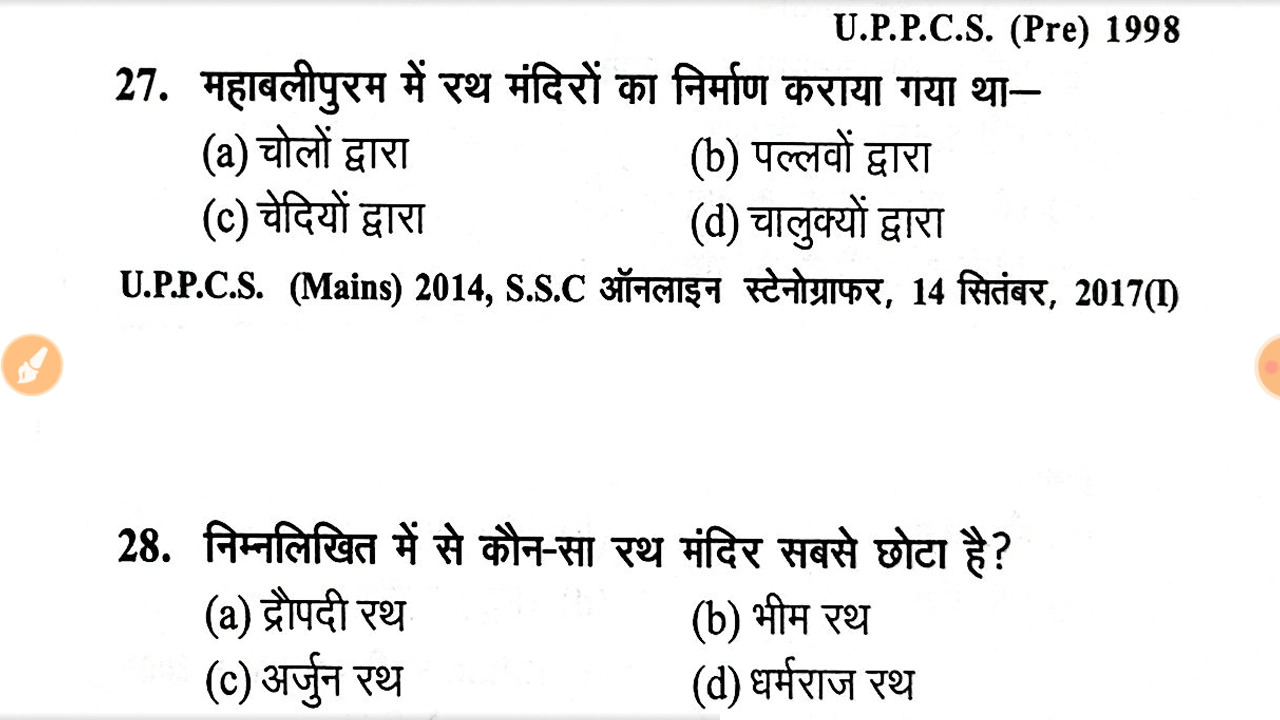 U.P.P.C.S. (Pre) 1998
27. महाबलीपुरम में रथ मंदिरों का निर्माण कराया गया था—
(a) चोलों द्वारा (b) पल्लवों द्वारा
(c) चेदियों द्वारा (d) चालुक्यों द्वारा
U.P.P.C.S. (Mains) 2014, S.S.C ऑनलाइन स्टेनोग्राफर, 14 सितंबर, 2017(I)
28. निम्नलिखित में से कौन-सा रथ मंदिर सबसे छोटा है?
(a) द्रौपदी रथ (b) भीम रथ
(c) अर्जुन रथ (d) धर्मराज रथ